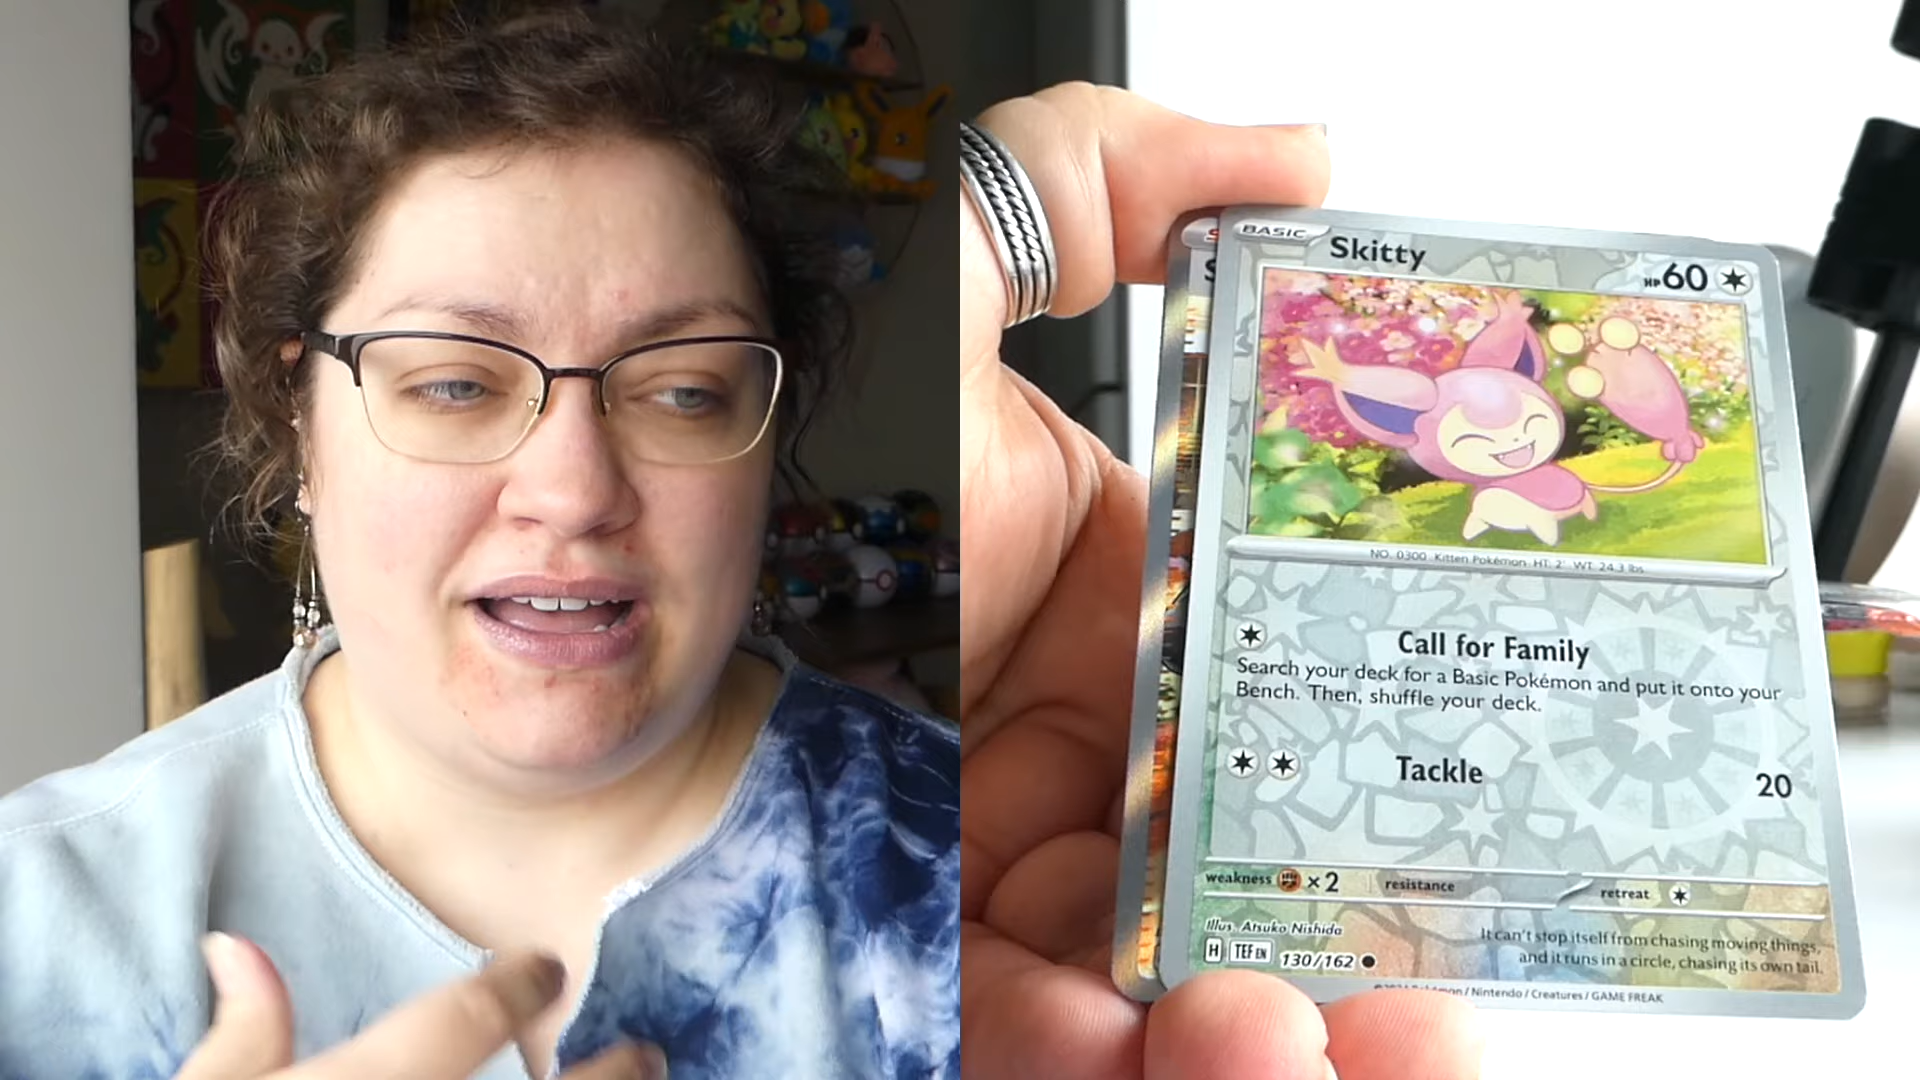 BASIC
Skitty
HP 60
NO. 0300 Kitten Pokémon HT: 2' WT: 24.3 lbs
Call for Family
Search your deck for a Basic Pokémon and put it onto your
Bench. Then, shuffle your deck.
Tackle 20
weakness ×2 resistance retreat
Illus. Atsuko Nishida
H TEF EN 130/162
It can't stop itself from chasing moving things,
and it runs in a circle, chasing its own tail.
/ Nintendo / Creatures / GAME FREAK